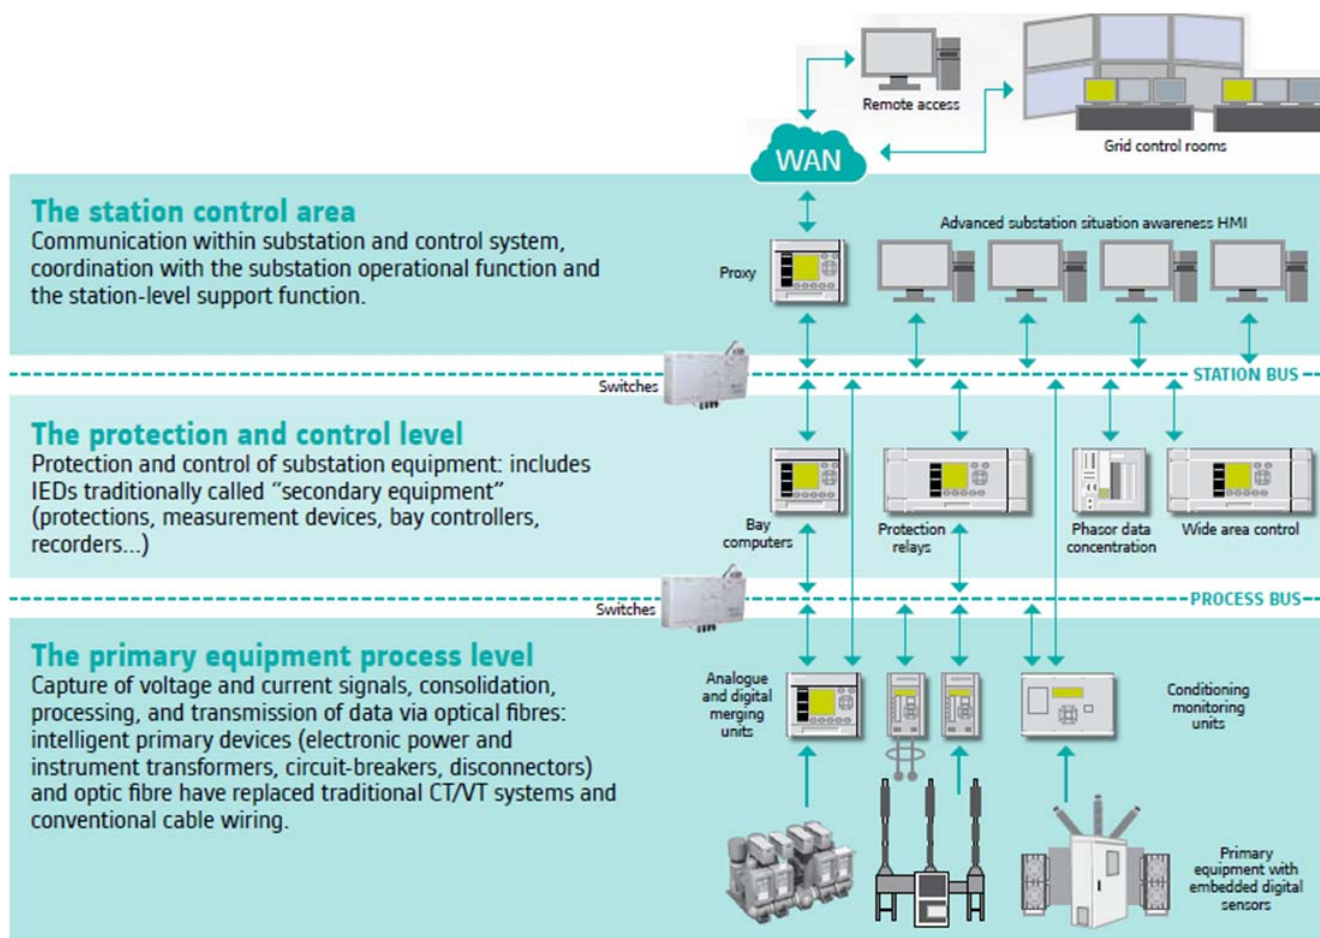 Remote access
Grid control rooms
WAN
The station control area
Communication within substation and control system,
coordination with the substation operational function and
the station-level support function.
Advanced substation situation awareness HMI
Proxy
Switches
STATION BUS
The protection and control level
Protection and control of substation equipment: includes
IEDs traditionally called “secondary equipment”
(protections, measurement devices, bay controllers,
recorders...)
Bay
computers
Protection
relays
Phasor data
concentration
Wide area control
Switches
PROCESS BUS
The primary equipment process level
Capture of voltage and current signals, consolidation,
processing, and transmission of data via optical fibres:
intelligent primary devices (electronic power and
instrument transformers, circuit-breakers, disconnectors)
and optic fibre have replaced traditional CT/VT systems and
conventional cable wiring.
Analogue
and digital
merging
units
Conditioning
monitoring
units
Primary
equipment with
embedded digital
sensors